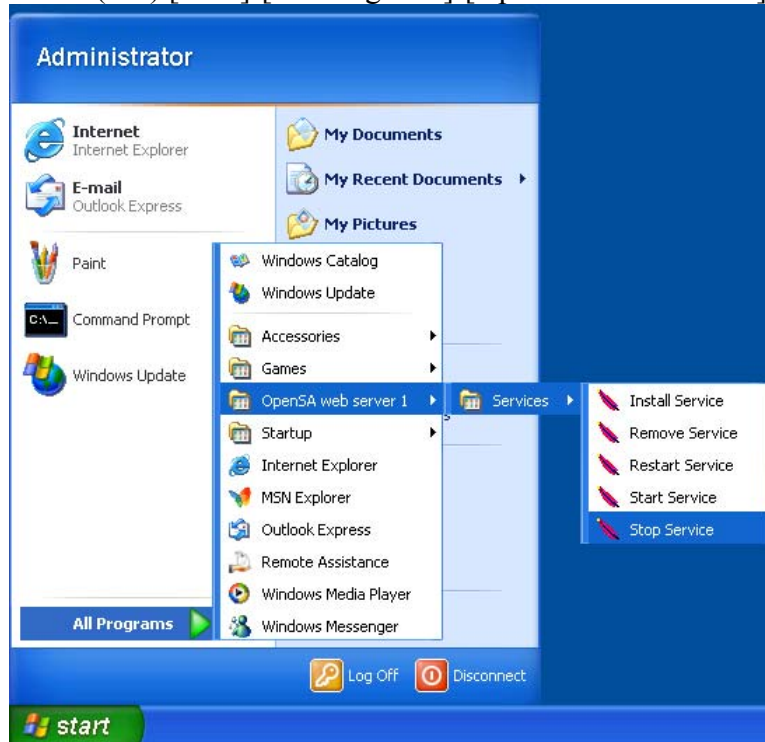 Administrator
Internet
Internet Explorer
E-mail
Outlook Express
Paint
Command Prompt
Windows Update
All Programs
My Documents
My Recent Documents
My Pictures
Windows Catalog
Windows Update
Accessories
Games
OpenSA web server 1
Startup
Internet Explorer
MSN Explorer
Outlook Express
Remote Assistance
Windows Media Player
Windows Messenger
Services
Install Service
Remove Service
Restart Service
Start Service
Stop Service
Log Off
Disconnect
start